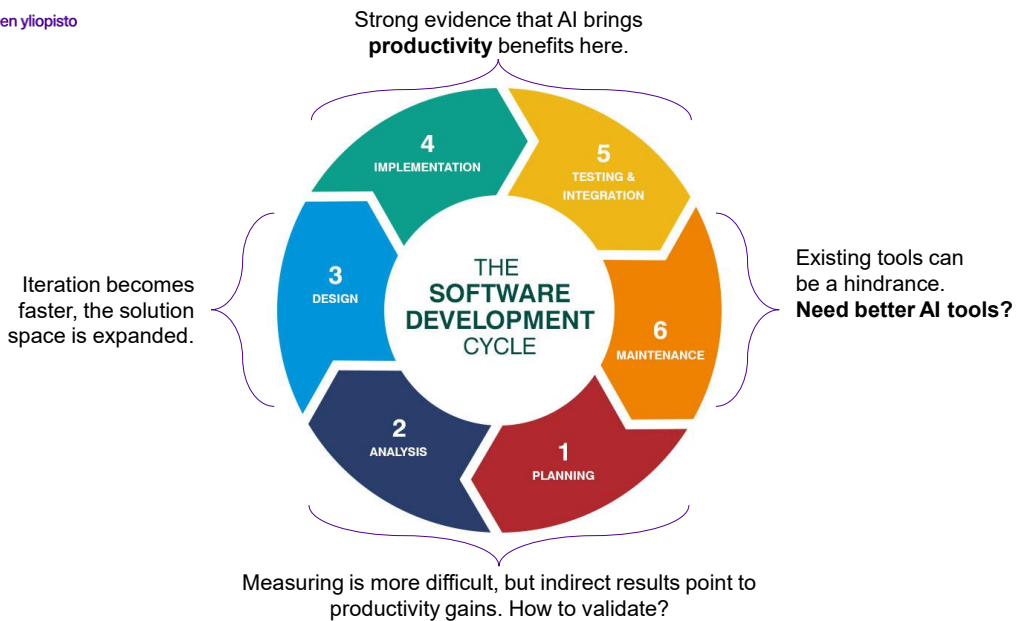 en yliopisto
Strong evidence that AI brings
productivity benefits here.
4
IMPLEMENTATION
5
TESTING &
INTEGRATION
3
DESIGN
THE
SOFTWARE
DEVELOPMENT
CYCLE
6
MAINTENANCE
2
ANALYSIS
1
PLANNING
Iteration becomes
faster, the solution
space is expanded.
Existing tools can
be a hindrance.
Need better AI tools?
Measuring is more difficult, but indirect results point to
productivity gains. How to validate?